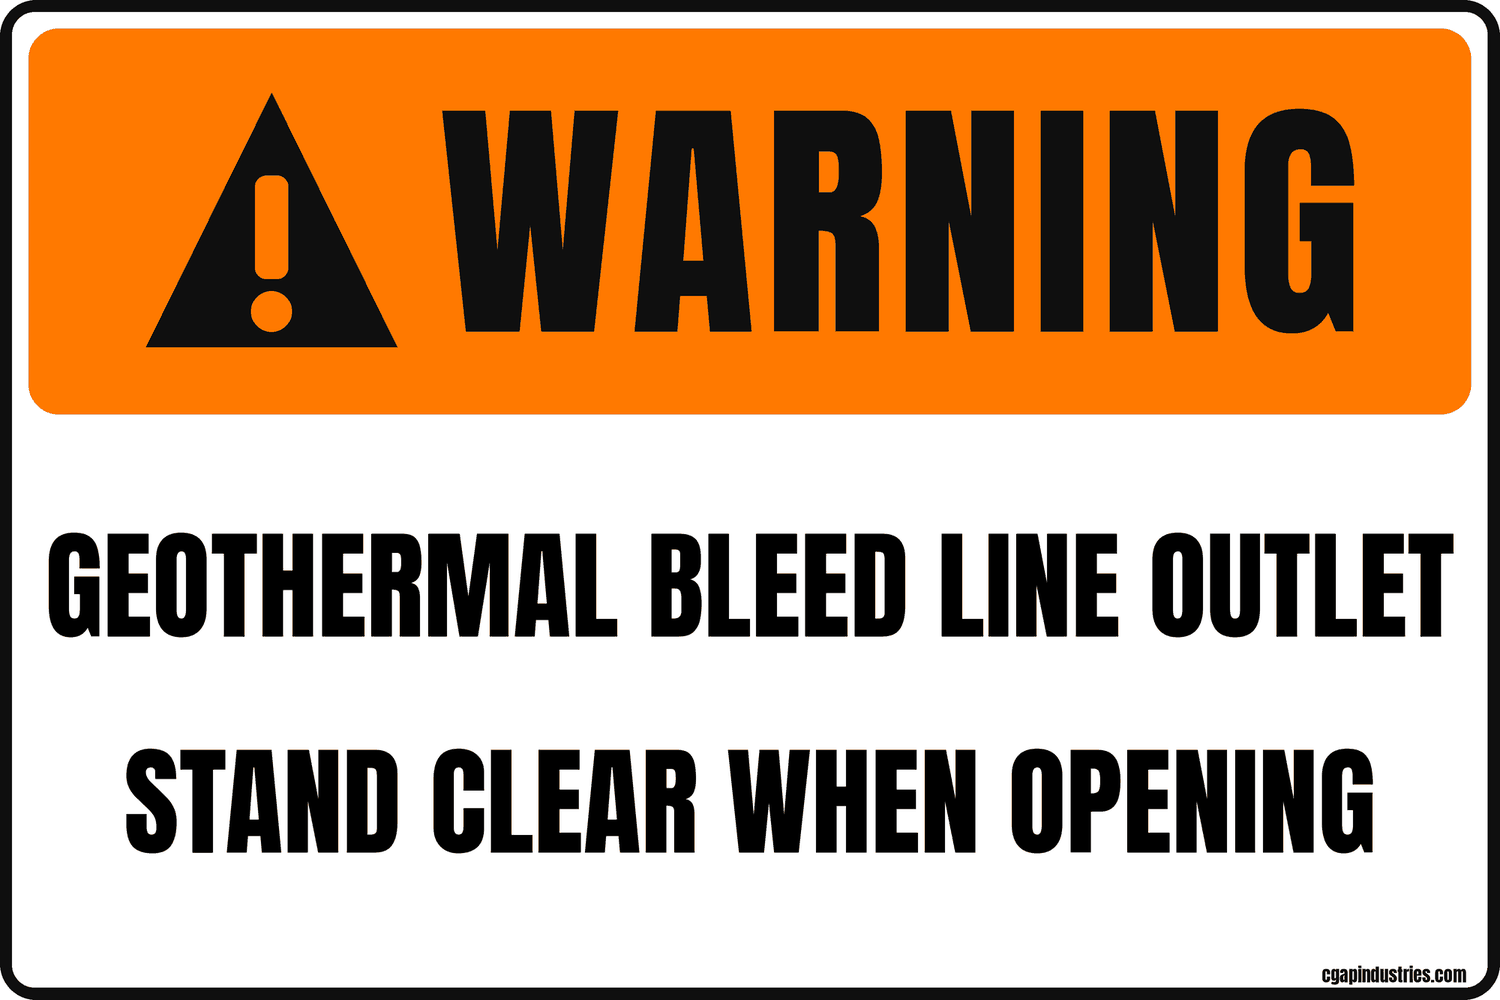 WARNING
GEOTHERMAL BLEED LINE OUTLET
STAND CLEAR WHEN OPENING
cgapindustries.com